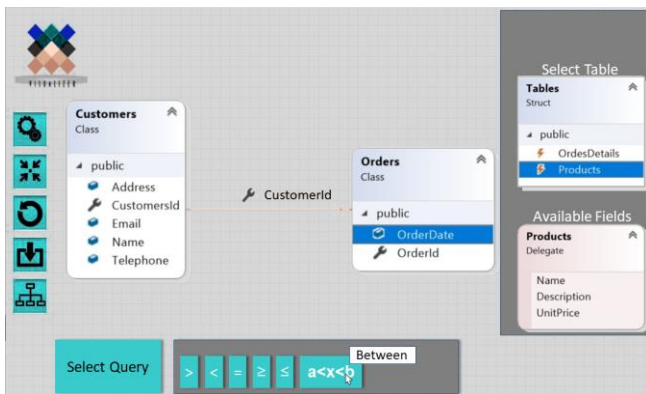 VISUALIZER
Customers
Class
public
Address
CustomersId
Email
Name
Telephone
CustomerId
Orders
Class
public
OrderDate
OrderId
Select Table
Tables
Struct
public
OrdesDetails
Products
Available Fields
Products
Delegate
Name
Description
UnitPrice
Select Query
> < = ≥ ≤ a<x<b
Between